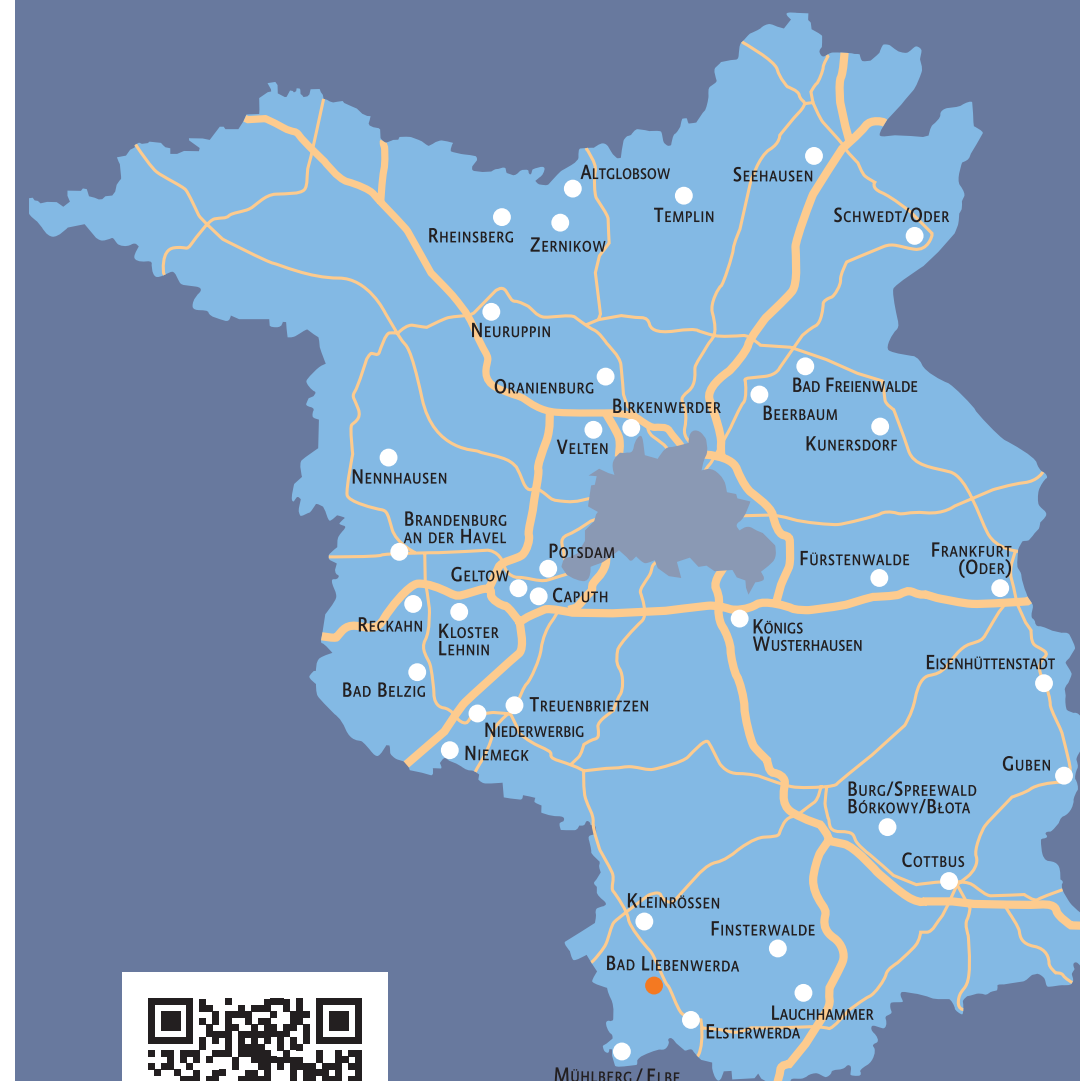 Altglobsow
Seehausen
Templin
Schwedt/Oder
Rheinsberg
Zernikow
Neuruppin
Oranienburg
Bad Freienwalde
Birkenwerder
Beerbaum
Velten
Kunersdorf
Nennhausen
Brandenburg
an der Havel
Potsdam
Fürstenwalde
Frankfurt
(Oder)
Geltow
Caputh
Reckahn
Kloster
Lehnin
Königs
Wusterhausen
Eisenhüttenstadt
Bad Belzig
Treuenbrietzen
Niederwerbig
Niemegk
Guben
Burg/Spreewald
Bórkowy/Błota
Cottbus
Kleinrössen
Finsterwalde
Bad Liebenwerda
Lauchhammer
Elsterwerda
Mühlberg / Elbe